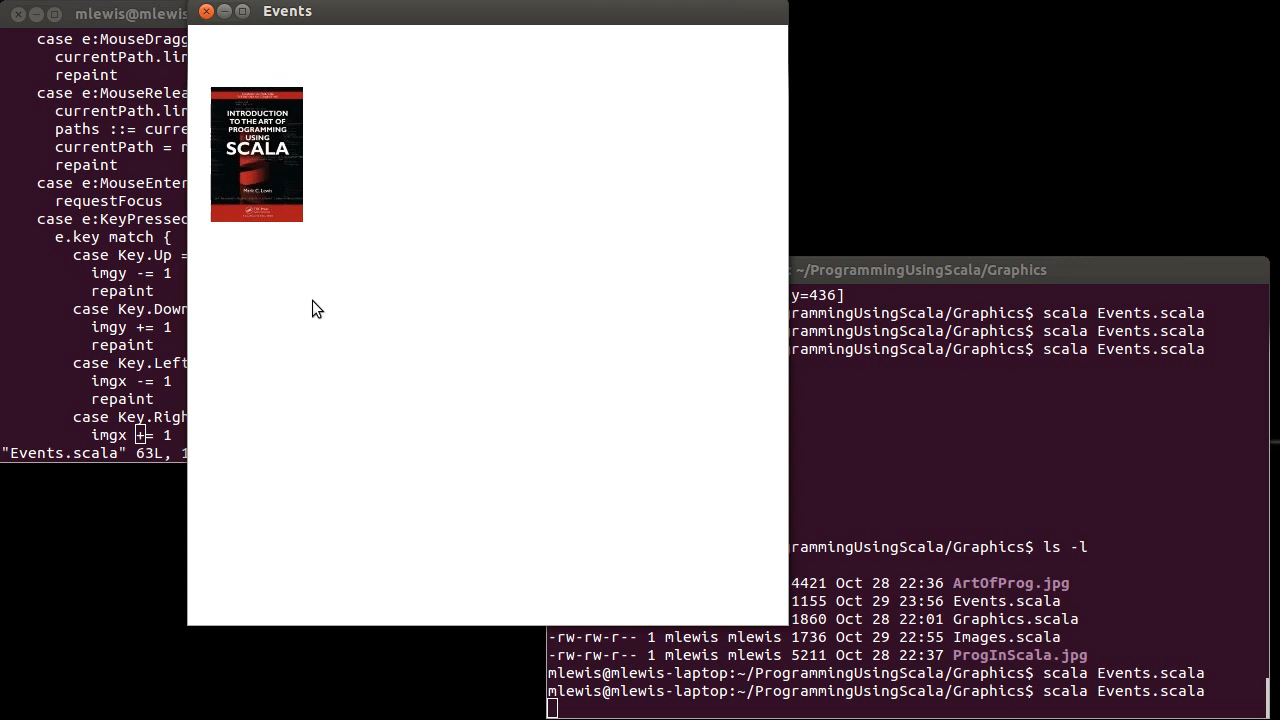 mlewis@mlewis
case e:MouseDragg
currentPath.lin
repaint
case e:MouseRelea
currentPath.lin
paths ::= curre
currentPath = n
repaint
case e:MouseEnter
requestFocus
case e:KeyPressed
e.key match {
case Key.Up =
imgy -= 1
repaint
case Key.Down
imgy += 1
repaint
case Key.Left
imgx -= 1
repaint
case Key.Righ
imgx += 1
"Events.scala" 63L, 1
Events
INTRODUCTION
TO THE ART OF
PROGRAMMING
USING
SCALA
Mark C. Lewis
: ~/ProgrammingUsingScala/Graphics
y=436]
rammingUsingScala/Graphics$ scala Events.scala
rammingUsingScala/Graphics$ scala Events.scala
rammingUsingScala/Graphics$ scala Events.scala
rammingUsingScala/Graphics$ ls -l
4421 Oct 28 22:36 ArtOfProg.jpg
1155 Oct 29 23:56 Events.scala
1860 Oct 28 22:01 Graphics.scala
-rw-rw-r-- 1 mlewis mlewis 1736 Oct 29 22:55 Images.scala
-rw-rw-r-- 1 mlewis mlewis 5211 Oct 28 22:37 ProgInScala.jpg
mlewis@mlewis-laptop:~/ProgrammingUsingScala/Graphics$ scala Events.scala
mlewis@mlewis-laptop:~/ProgrammingUsingScala/Graphics$ scala Events.scala